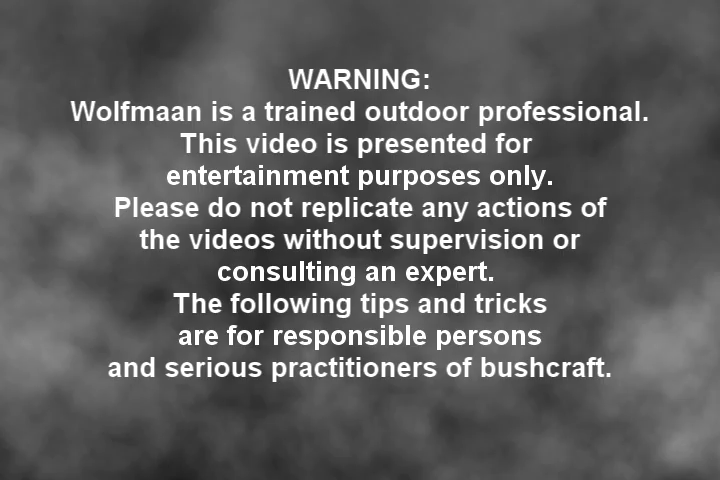 WARNING:
Wolfmaan is a trained outdoor professional.
This video is presented for
entertainment purposes only.
Please do not replicate any actions of
the videos without supervision or
consulting an expert.
The following tips and tricks
are for responsible persons
and serious practitioners of bushcraft.